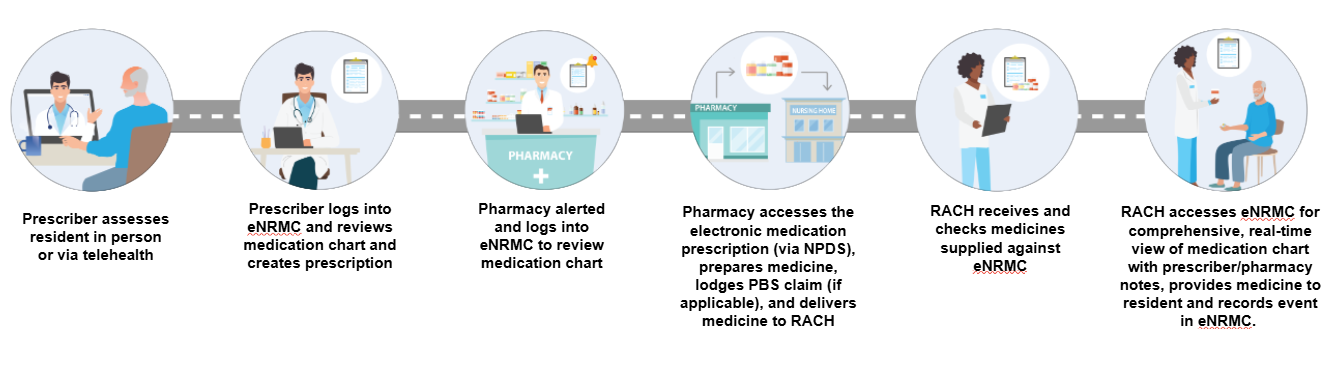 PHARMACY
PHARMACY
NURSING HOME
Prescriber assesses
resident in person
or via telehealth
Prescriber logs into
eNRMC and reviews
medication chart and
creates prescription
Pharmacy alerted
and logs into
eNRMC to review
medication chart
Pharmacy accesses the
electronic medication
prescription (via NPDS),
prepares medicine,
lodges PBS claim (if
applicable), and delivers
medicine to RACH
RACH receives and
checks medicines
supplied against
eNRMC
RACH accesses eNRMC for
comprehensive, real-time
view of medication chart
with prescriber/pharmacy
notes, provides medicine to
resident and records event
in eNRMC.